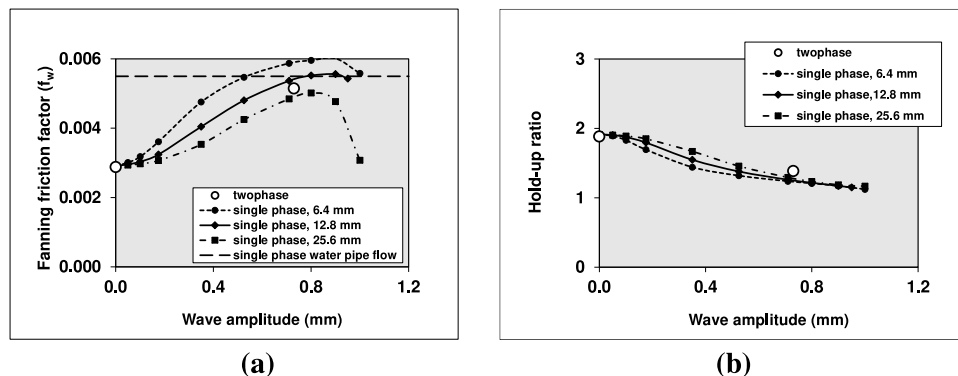 Fanning friction factor (fw)
0.006
0.004
0.002
0.000
twophase
single phase, 6.4 mm
single phase, 12.8 mm
single phase, 25.6 mm
single phase water pipe flow
0.0
0.4
0.8
1.2
Wave amplitude (mm)
(a)
Hold-up ratio
3
2
1
0
twophase
single phase, 6.4 mm
single phase,12.8 mm
single phase, 25.6 mm
0.0
0.4
0.8
1.2
Wave amplitude (mm)
(b)